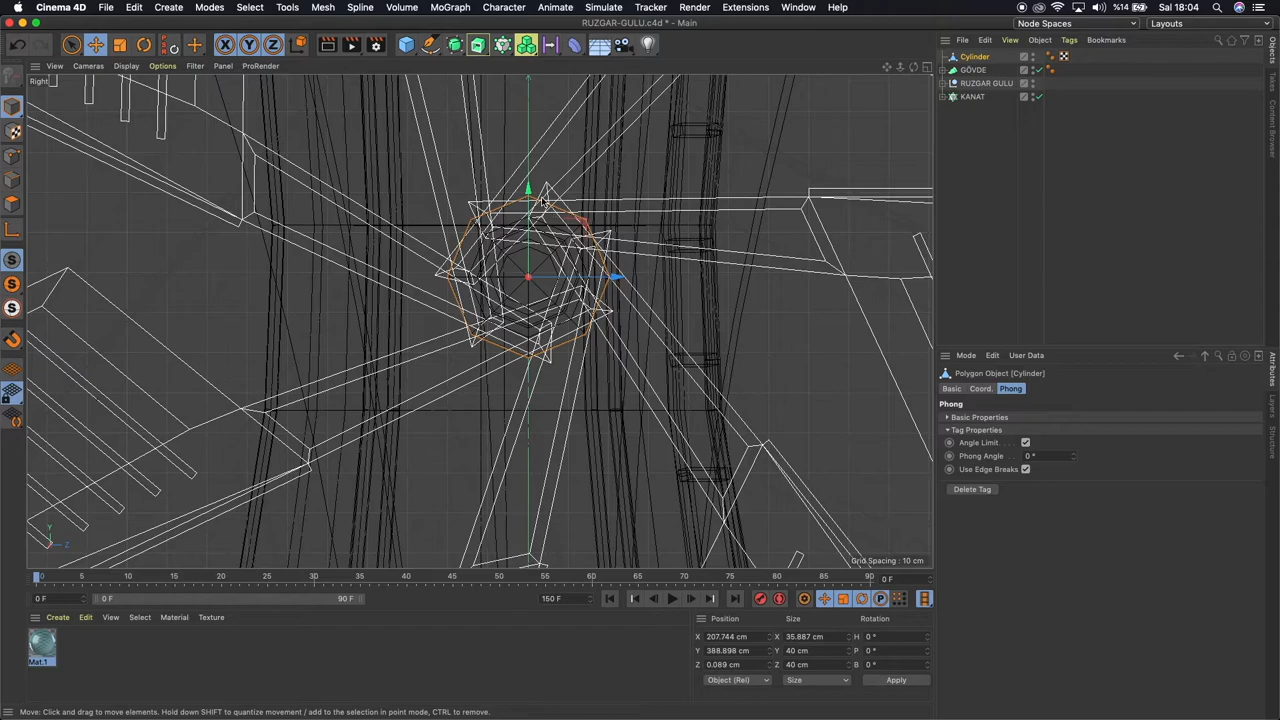 Cinema 4D File Edit Create Modes Select Tools Mesh Spline Volume MoGraph Character Animate Simulate Tracker Render Extensions Window Help %14 Sat 18:04
RUZGAR-GULU.c4d * - Main Node Spaces Layouts
X Y Z
View Cameras Display Options Filter Panel ProRender
Right
File Edit View Object Tags Bookmarks
Cylinder
GÖVDE
RUZGAR GULU
KANAT
Mode Edit User Data
Polygon Object [Cylinder]
Basic Coord. Phong
Phong
Basic Properties
Tag Properties
Angle Limit. .
Phong Angle . . . 0 °
Use Edge Breaks
Delete Tag
Y
Z
Grid Spacing : 10 cm
0 5 10 15 20 25 30 35 40 45 50 55 60 65 70 75 80 85 90 0 F
0 F 0 F 90 F 150 F
Create Edit View Select Material Texture
Mat.1
Position Size Rotation
X 207.744 cm X 35.887 cm H 0 °
Y 388.898 cm Y 40 cm P 0 °
Z 0.089 cm Z 40 cm B 0 °
Object (Rel) Size Apply
Move: Click and drag to move elements. Hold down SHIFT to quantize movement / add to the selection in point mode, CTRL to remove.
Objects
Takes
Attributes
Layers
Structure